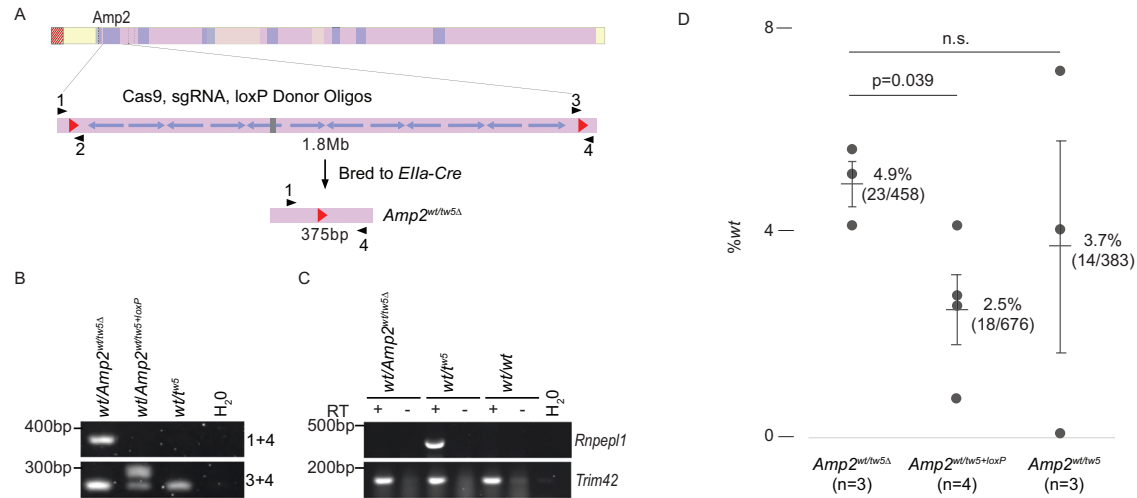 A
Amp2
Cas9, sgRNA, loxP Donor Oligos
1
3
2
1.8Mb
4
Bred to EIIa-Cre
1
Amp2wt/tw5Δ
375bp
4
B
wt/Amp2wt/tw5Δ
wt/Amp2wt/tw5+loxP
wt/tw5
H20
400bp
1+4
300bp
3+4
C
wt/Amp2wt/tw5Δ
wt/tw5
wt/wt
H20
RT + - + - + -
500bp
Rnpepl1
200bp
Trim42
D
8
n.s.
p=0.039
4.9%
(23/458)
%wt
4
3.7%
(14/383)
2.5%
(18/676)
0
Amp2wt/tw5Δ
(n=3)
Amp2wt/tw5+loxP
(n=4)
Amp2wt/tw5
(n=3)